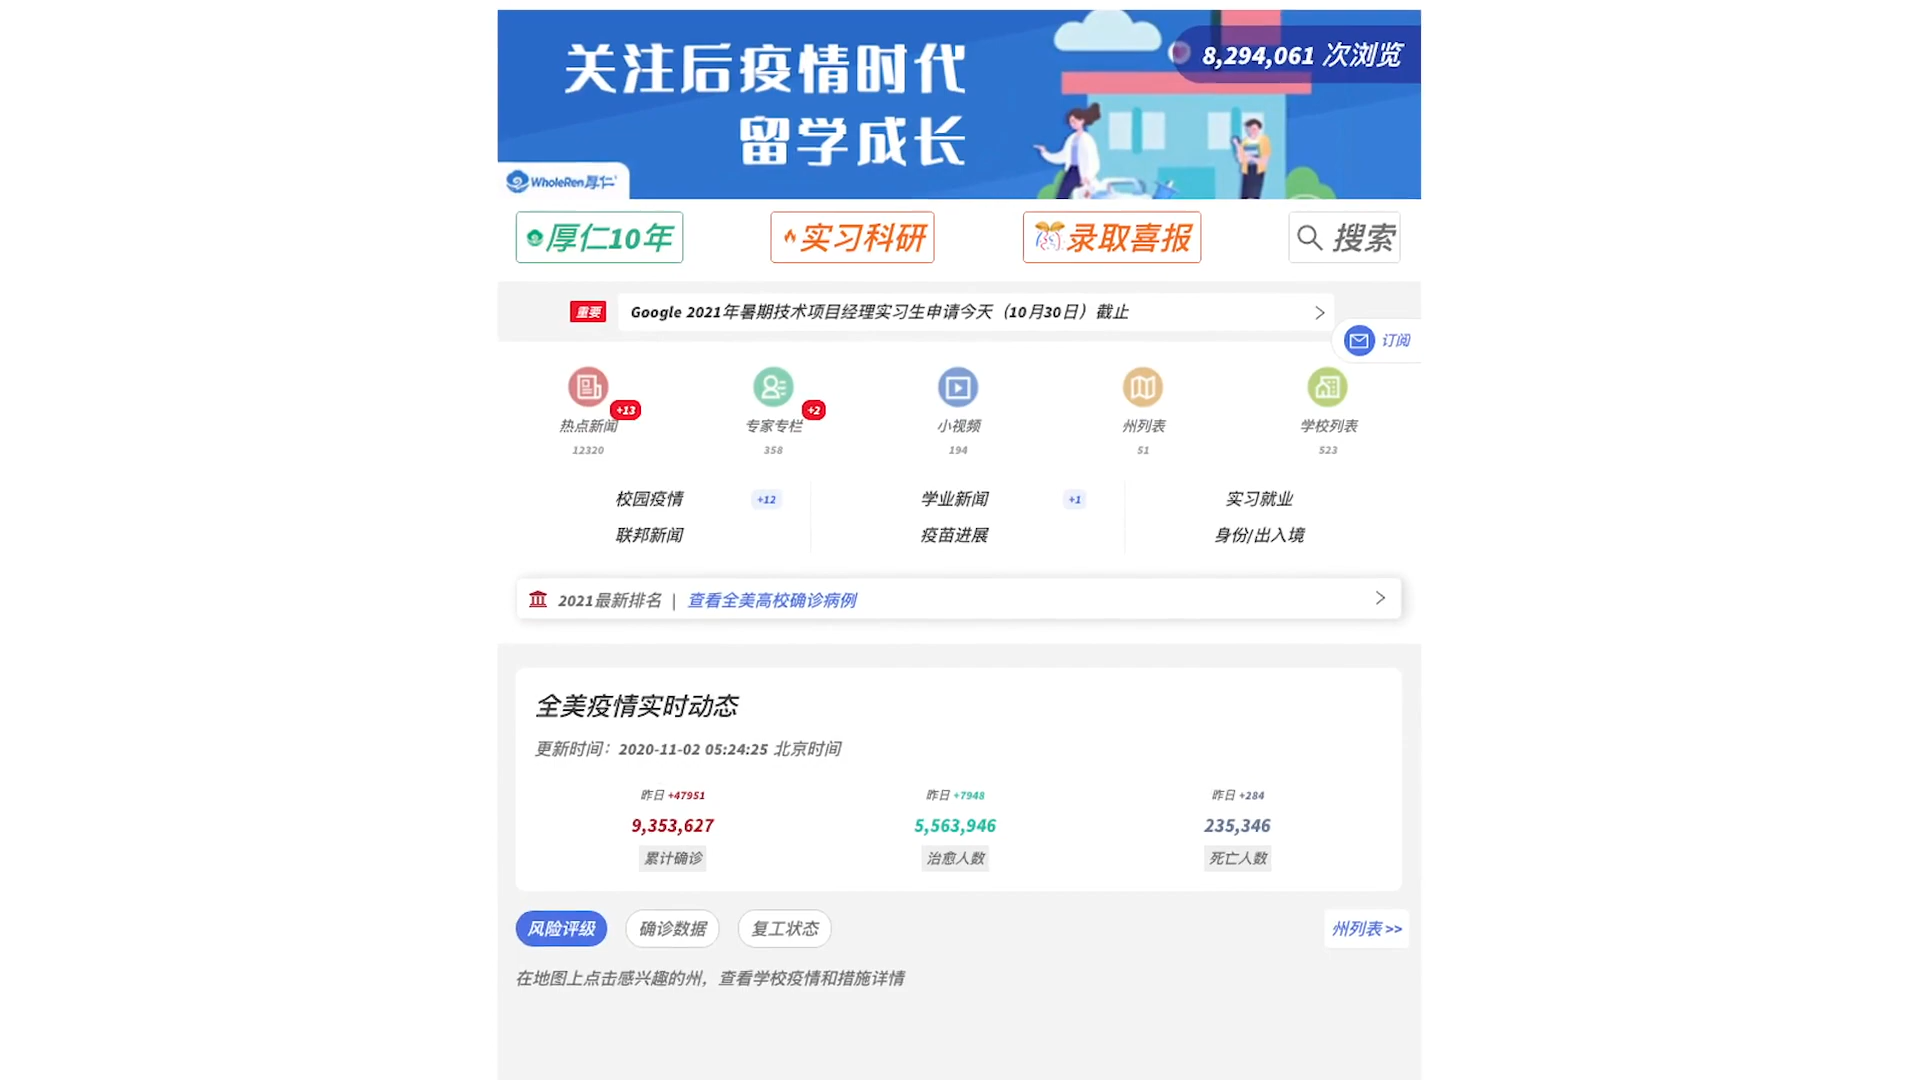 关注后疫情时代
8,294,061 次浏览
留学成长
WholeRen厚仁
厚仁10年
实习科研
录取喜报
搜索
重要
Google 2021年暑期技术项目经理实习生申请今天（10月30日）截止
订阅
+13
+2
热点新闻
专家专栏
小视频
州列表
学校列表
12320
358
194
51
523
校园疫情
+12
学业新闻
+1
实习就业
联邦新闻
疫苗进展
身份/出入境
2021最新排名 | 查看全美高校确诊病例
全美疫情实时动态
更新时间：2020-11-02 05:24:25 北京时间
昨日 +47951
昨日 +7948
昨日 +284
9,353,627
5,563,946
235,346
累计确诊
治愈人数
死亡人数
风险评级
确诊数据
复工状态
州列表 >>
在地图上点击感兴趣的州，查看学校疫情和措施详情